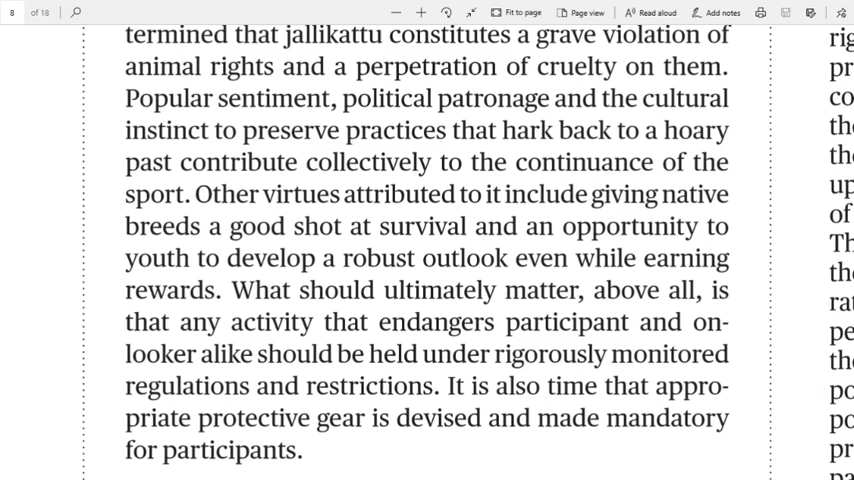 8 of 18 Fit to page Page view Read aloud Add notes
termined that jallikattu constitutes a grave violation of
animal rights and a perpetration of cruelty on them.
Popular sentiment, political patronage and the cultural
instinct to preserve practices that hark back to a hoary
past contribute collectively to the continuance of the
sport. Other virtues attributed to it include giving native
breeds a good shot at survival and an opportunity to
youth to develop a robust outlook even while earning
rewards. What should ultimately matter, above all, is
that any activity that endangers participant and on-
looker alike should be held under rigorously monitored
regulations and restrictions. It is also time that appro-
priate protective gear is devised and made mandatory
for participants.